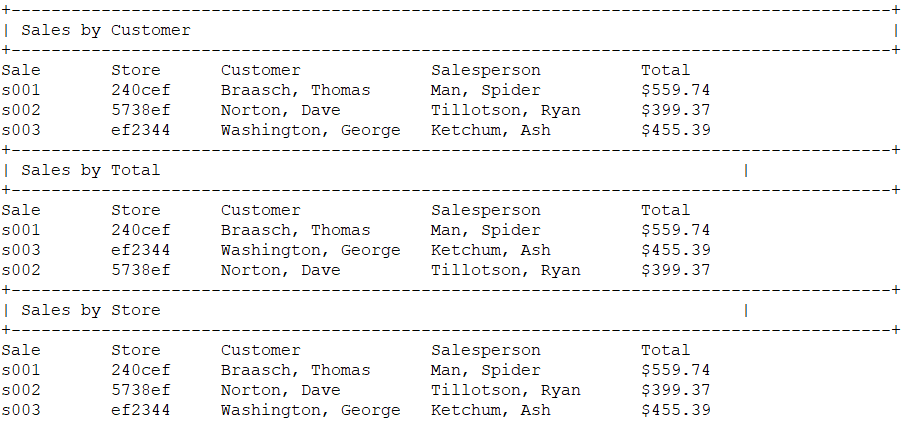 +----------------------------------------------------------------------------------------+
| Sales by Customer                                                                      |
+----------------------------------------------------------------------------------------+
Sale       Store      Customer             Salesperson          Total
s001       240cef     Braasch, Thomas      Man, Spider          $559.74
s002       5738ef     Norton, Dave         Tillotson, Ryan      $399.37
s003       ef2344     Washington, George   Ketchum, Ash         $455.39
+----------------------------------------------------------------------------------------+
| Sales by Total                                                          |
+----------------------------------------------------------------------------------------+
Sale       Store      Customer             Salesperson          Total
s001       240cef     Braasch, Thomas      Man, Spider          $559.74
s003       ef2344     Washington, George   Ketchum, Ash         $455.39
s002       5738ef     Norton, Dave         Tillotson, Ryan      $399.37
+----------------------------------------------------------------------------------------+
| Sales by Store                                                          |
+----------------------------------------------------------------------------------------+
Sale       Store      Customer             Salesperson          Total
s001       240cef     Braasch, Thomas      Man, Spider          $559.74
s002       5738ef     Norton, Dave         Tillotson, Ryan      $399.37
s003       ef2344     Washington, George   Ketchum, Ash         $455.39